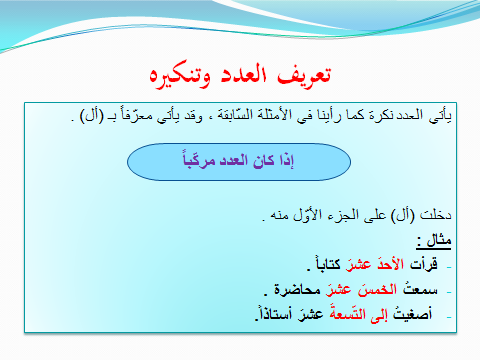 تعريف العدد وتنكيره
يأتي العدد نكرة كما رأينا في الأمثلة السّابقة ، وقد يأتي معرّفاً بـ (أل) .
إذا كان العدد مركّباً
دخلت (أل) على الجزء الأوّل منه .
مثال :
- قرأت الأحدَ عشرَ كتاباً .
- سمعتُ الخمسَ عشرَ محاضرة .
- أصغيتُ إلى التّسعةَ عشرَ أستاذاً.